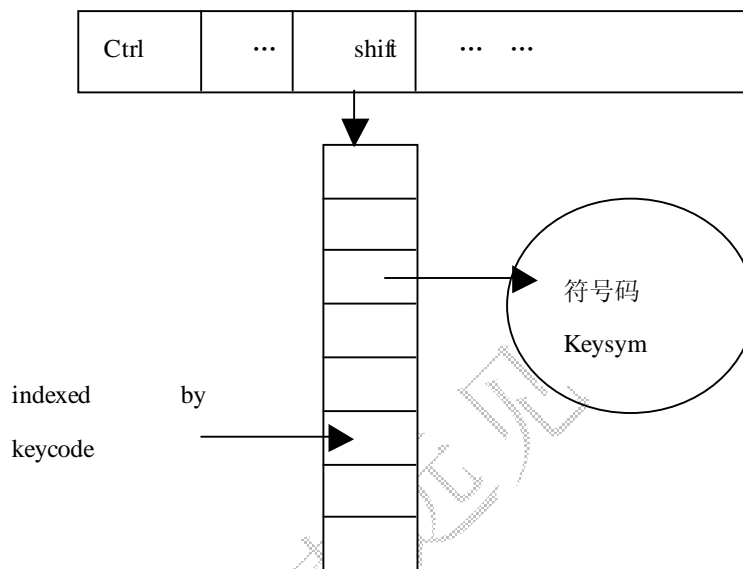 Ctrl ... shift ... ...
符号码
Keysym
indexed by
keycode